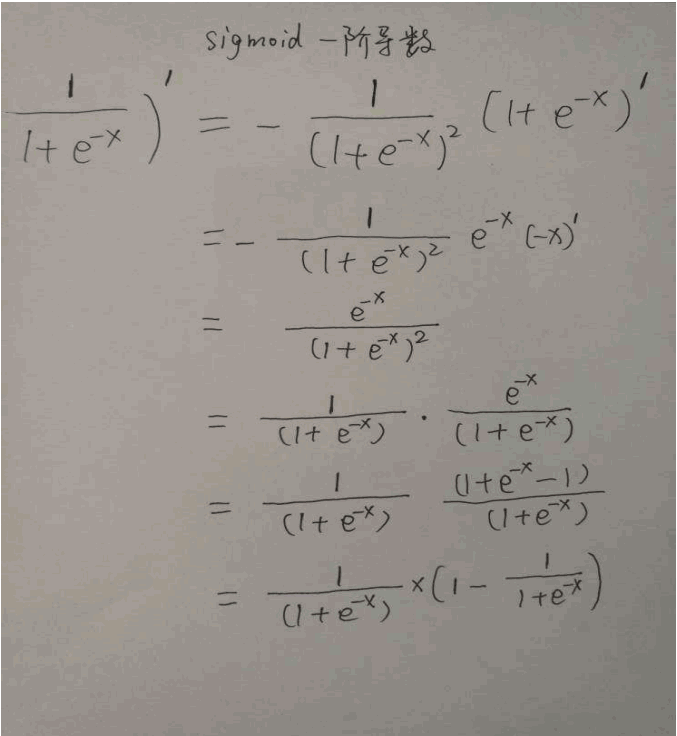 sigmoid 一阶导数
\frac{1}{1+e^{-x}} )' = - \frac{1}{(1+e^{-x})^2} (1+e^{-x})'
= - \frac{1}{(1+e^{-x})^2} e^{-x} (-x)'
= \frac{e^{-x}}{(1+e^{-x})^2}
= \frac{1}{(1+e^{-x})} · \frac{e^{-x}}{(1+e^{-x})}
= \frac{1}{(1+e^{-x})} \frac{(1+e^{-x}-1)}{(1+e^{-x})}
= \frac{1}{(1+e^{-x})} × (1 - \frac{1}{1+e^{-x}})